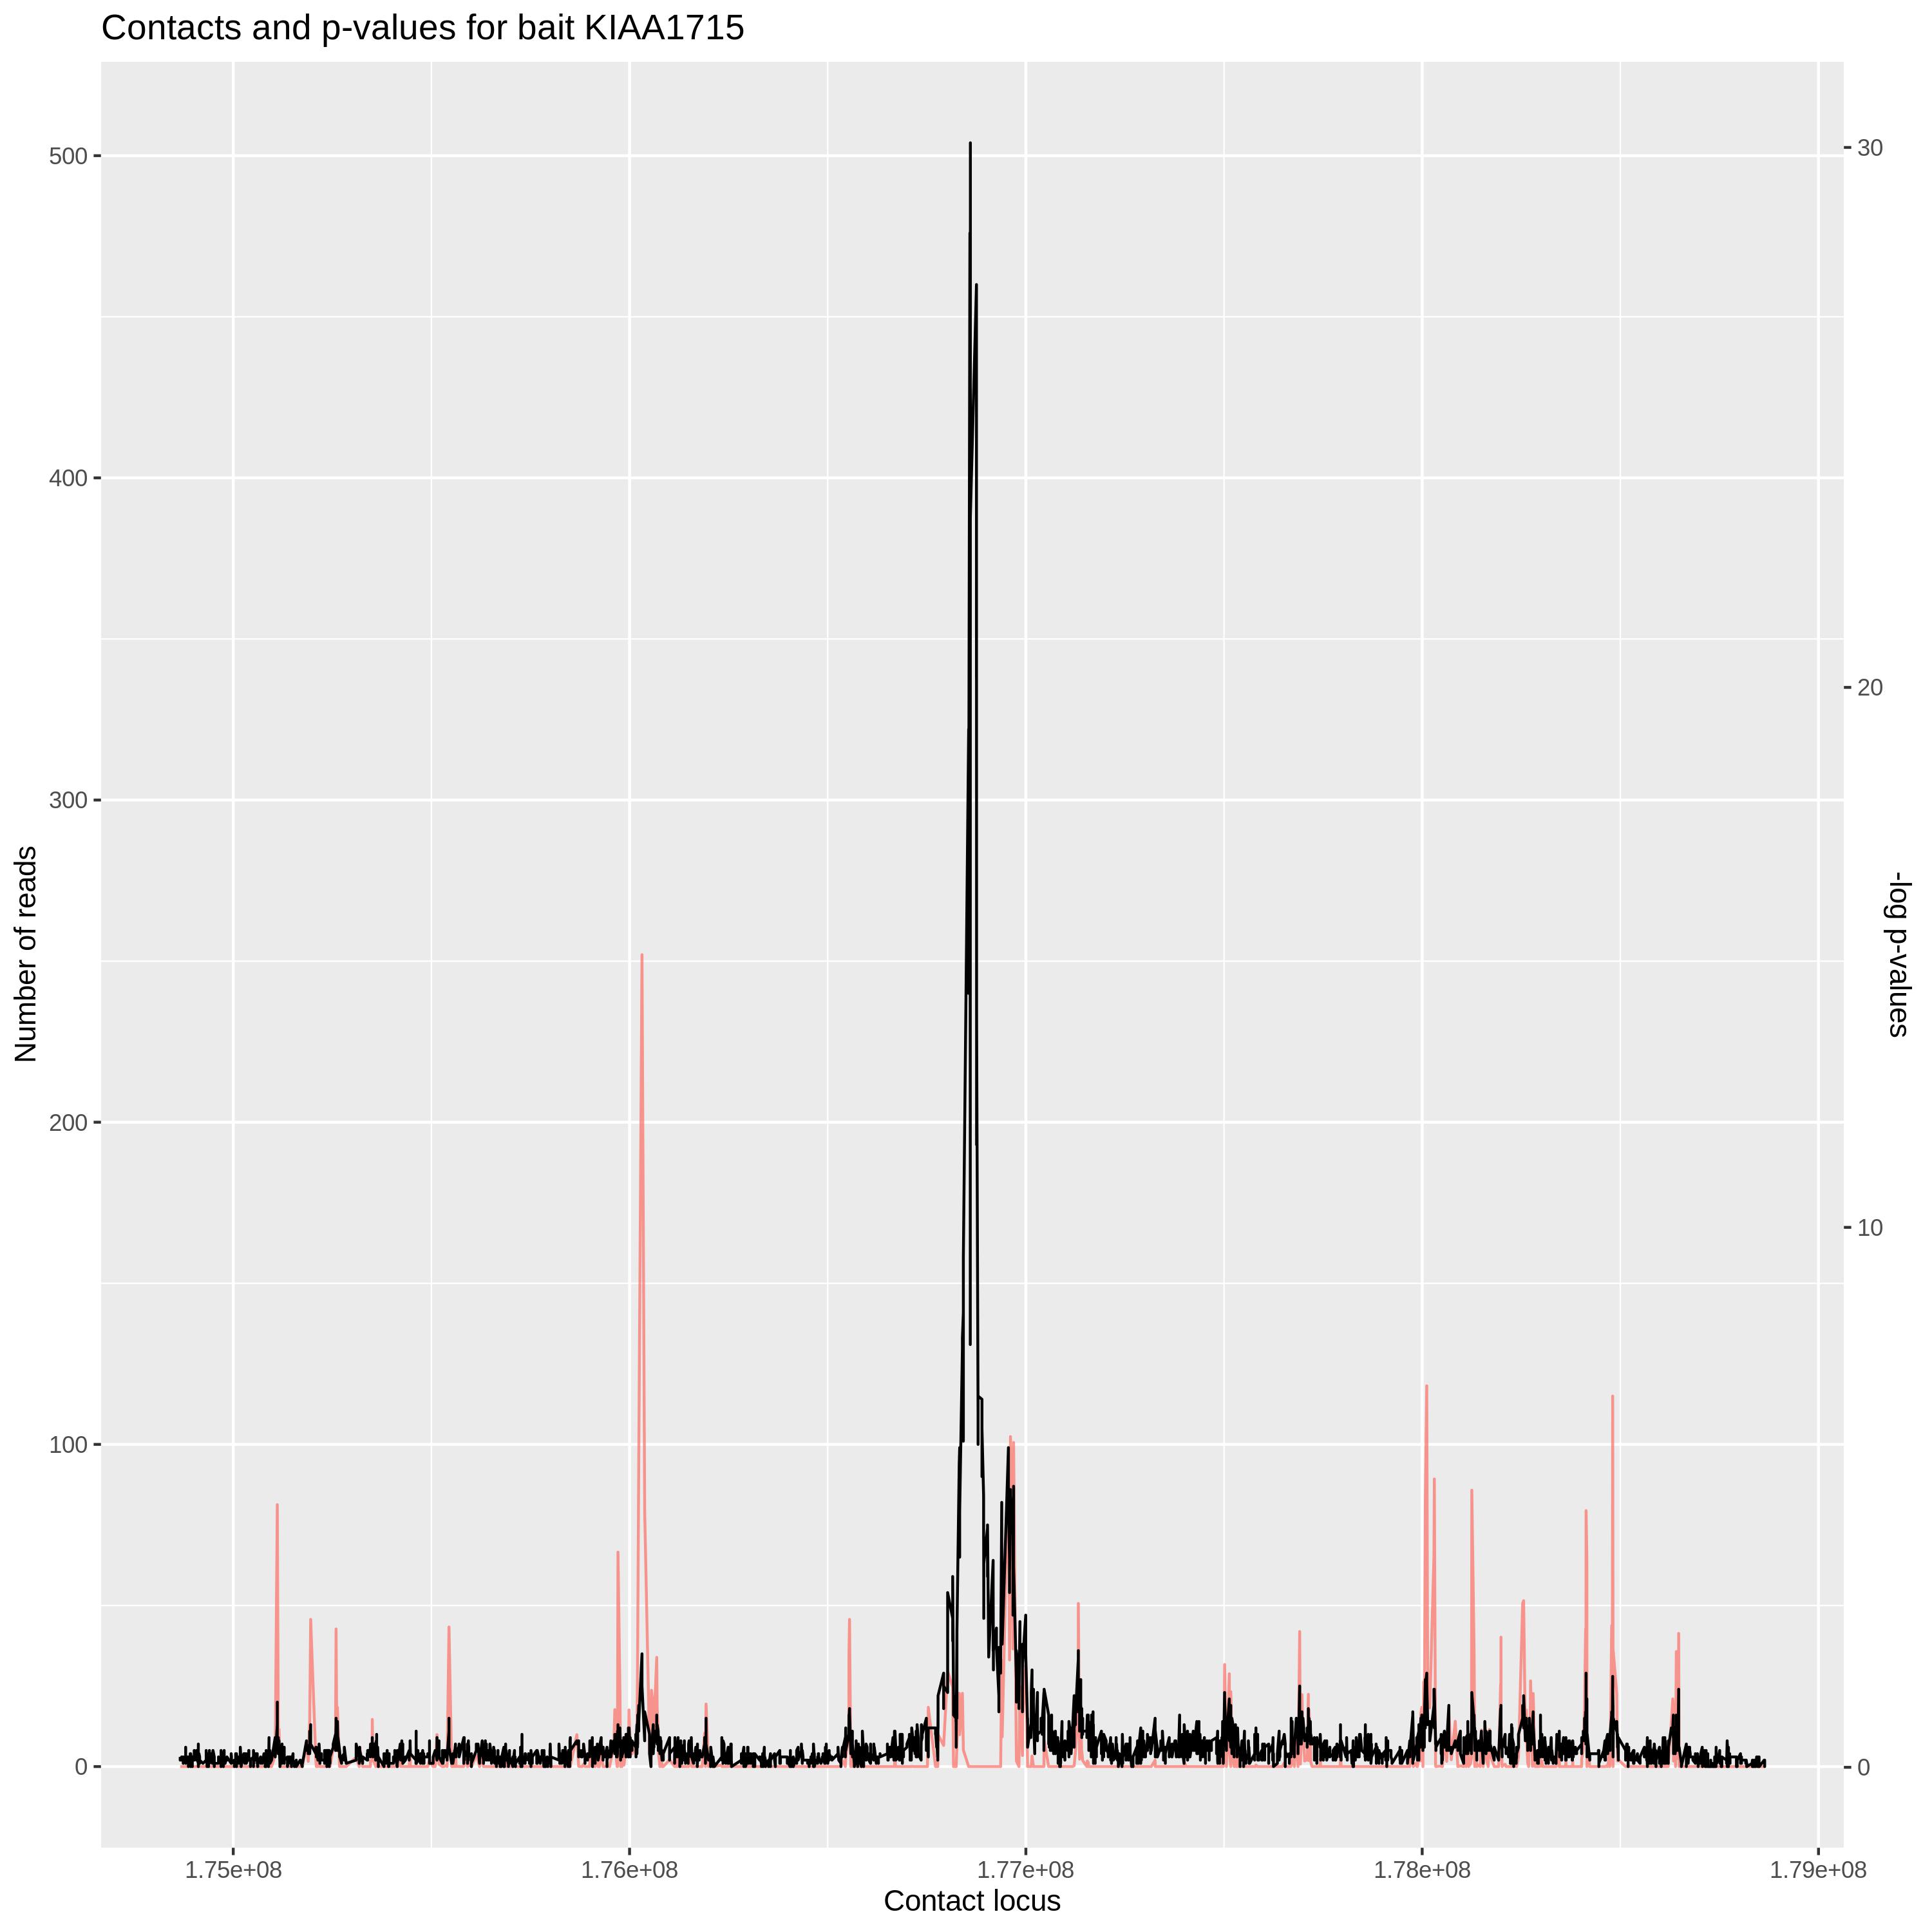 Contacts and p-values for bait KIAA1715
500
400
300
200
100
0
Number of reads
30
20
10
0
-log p-values
1.75e+08
1.76e+08
1.77e+08
1.78e+08
1.79e+08
Contact locus